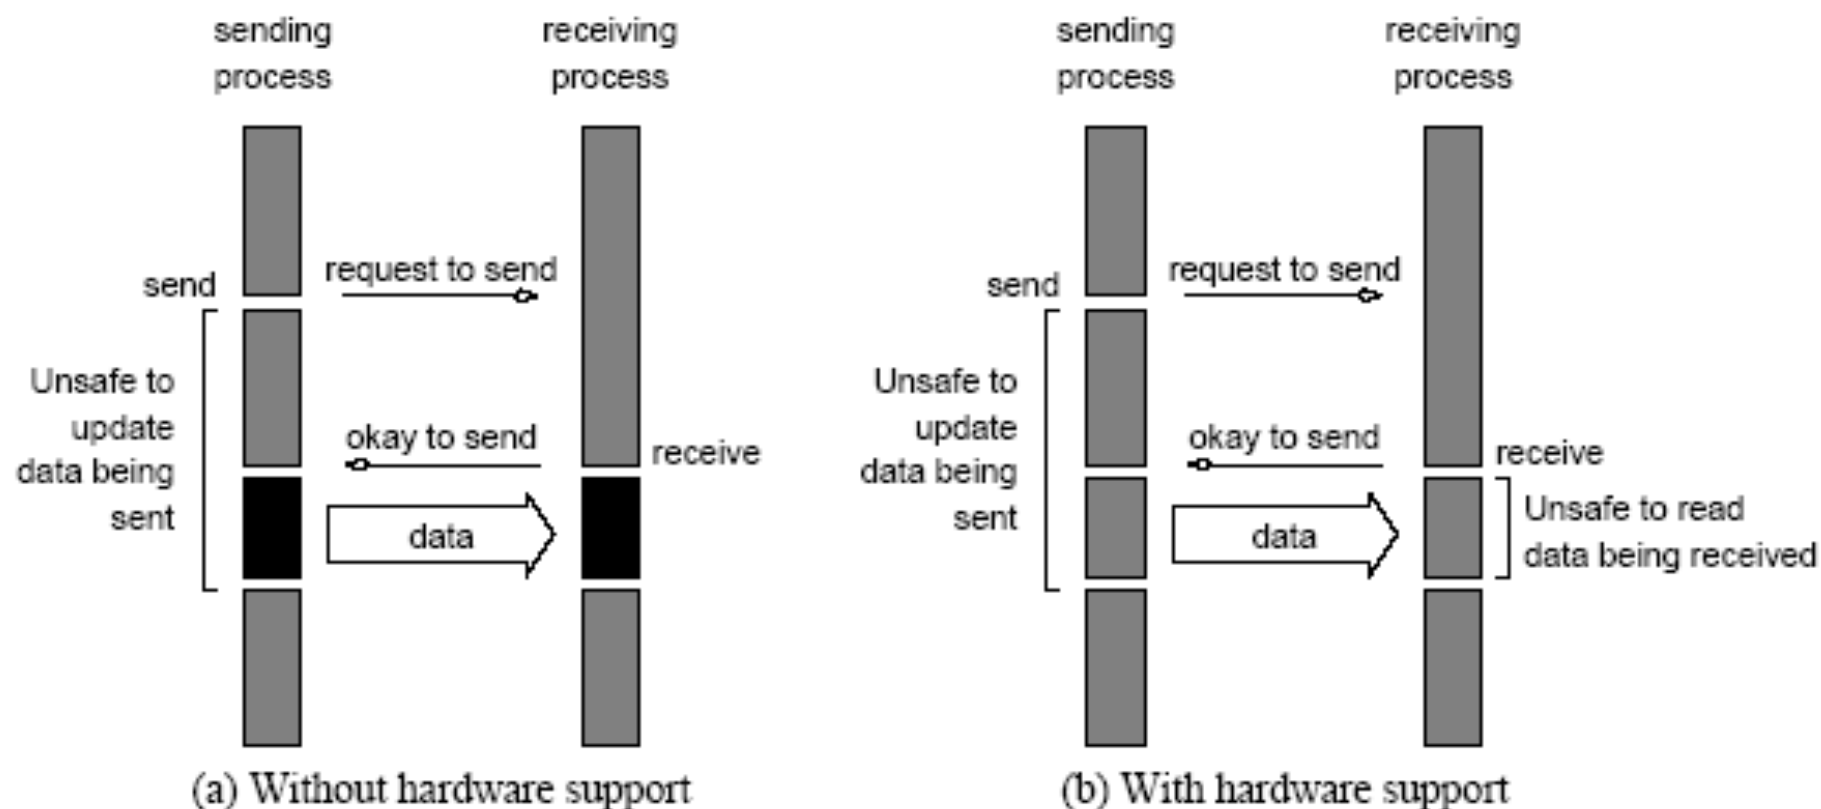 sending
process
receiving
process
send
request to send
Unsafe to
update
data being
sent
okay to send
receive
data
(a) Without hardware support
sending
process
receiving
process
send
request to send
Unsafe to
update
data being
sent
okay to send
receive
data
Unsafe to read
data being received
(b) With hardware support